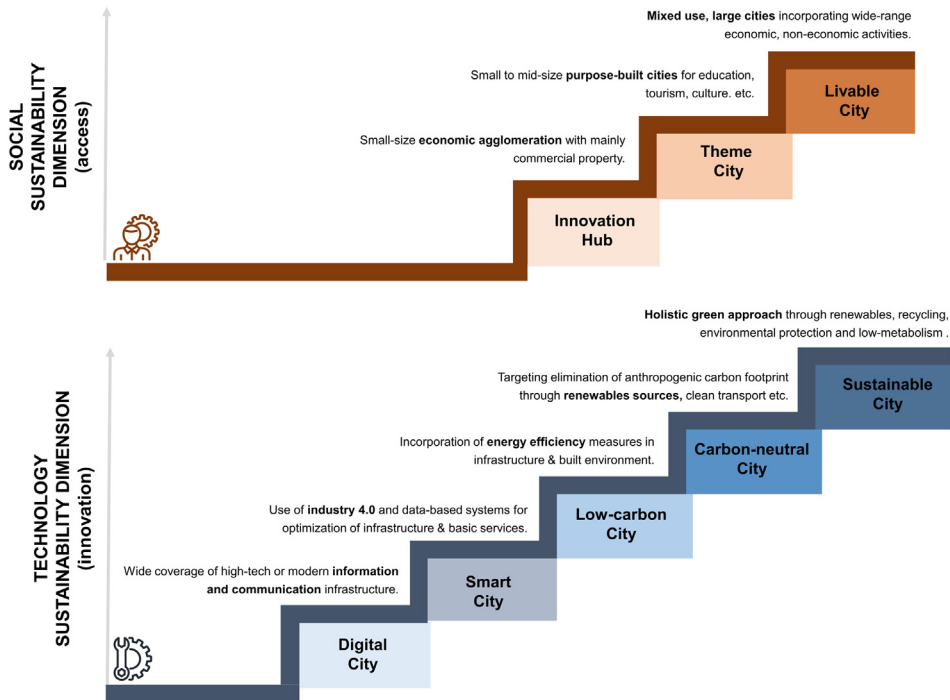 SOCIAL
SUSTAINABILITY
DIMENSION
(access)
Mixed use, large cities incorporating wide-range
economic, non-economic activities.
Livable
City
Small to mid-size purpose-built cities for education,
tourism, culture. etc.
Theme
City
Small-size economic agglomeration with mainly
commercial property.
Innovation
Hub
TECHNOLOGY
SUSTAINABILITY DIMENSION
(innovation)
Holistic green approach through renewables, recycling,
environmental protection and low-metabolism .
Sustainable
City
Targeting elimination of anthropogenic carbon footprint
through renewables sources, clean transport etc.
Carbon-neutral
City
Incorporation of energy efficiency measures in
infrastructure & built environment.
Low-carbon
City
Use of industry 4.0 and data-based systems for
optimization of infrastructure & basic services.
Smart
City
Wide coverage of high-tech or modern information
and communication infrastructure.
Digital
City